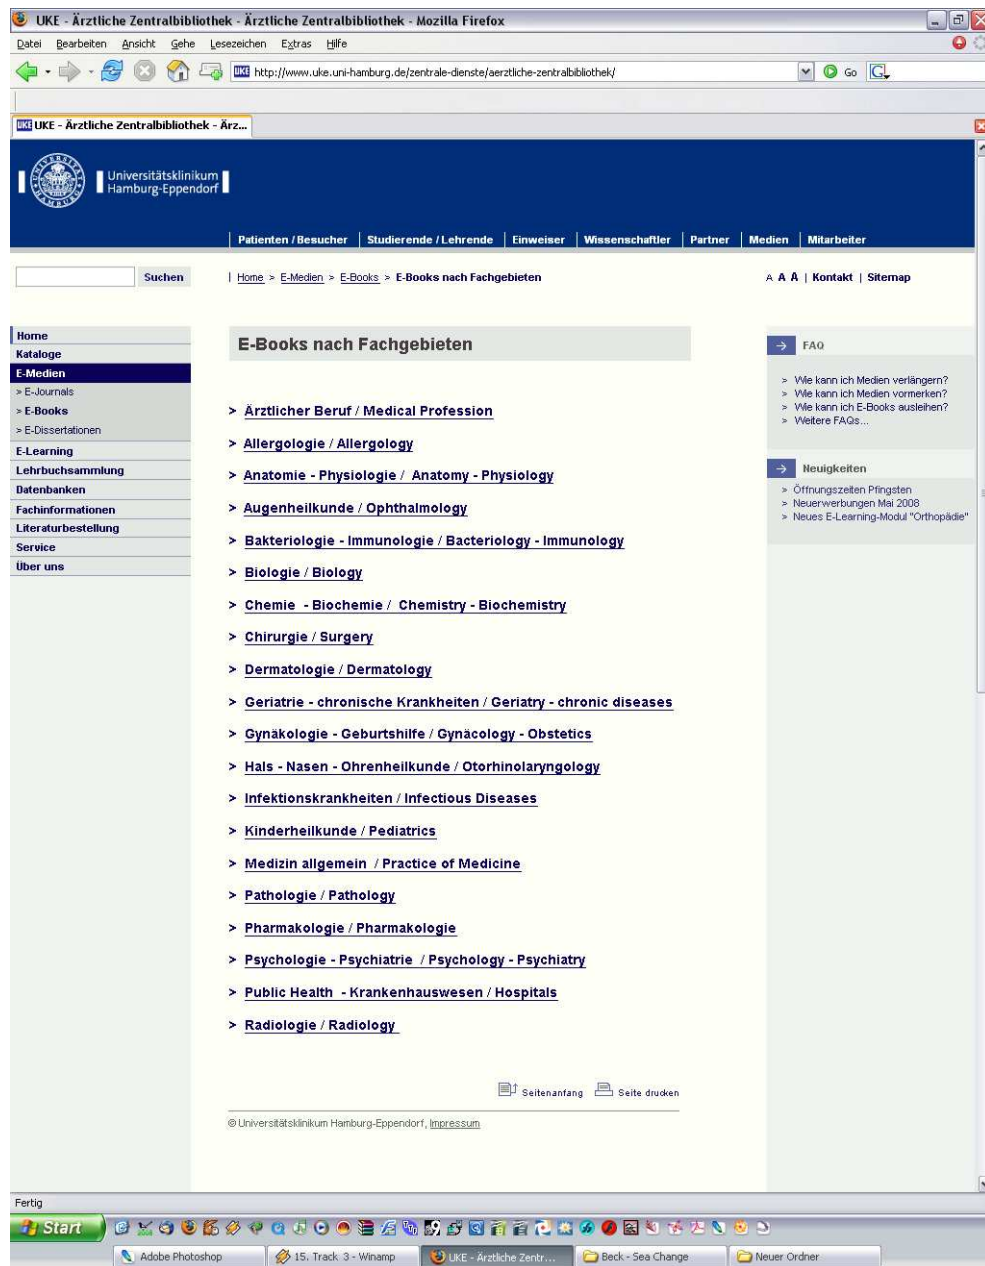 UKE - Ärztliche Zentralbibliothek - Ärztliche Zentralbibliothek - Mozilla Firefox
Datei Bearbeiten Ansicht Gehe Lesezeichen Extras Hilfe
http://www.uke.uni-hamburg.de/zentrale-dienste/aerztliche-zentralbibliothek/ Go
UKE - Ärztliche Zentralbibliothek - Ärz...
Universitätsklinikum
Hamburg-Eppendorf
Patienten / Besucher | Studierende / Lehrende | Einweiser | Wissenschaftler | Partner | Medien | Mitarbeiter
Suchen
| Home > E-Medien > E-Books > E-Books nach Fachgebieten
A A A | Kontakt | Sitemap
Home
Kataloge
E-Medien
> E-Journals
> E-Books
> E-Dissertationen
E-Learning
Lehrbuchsammlung
Datenbanken
Fachinformationen
Literaturbestellung
Service
Über uns
E-Books nach Fachgebieten
> Ärztlicher Beruf / Medical Profession
> Allergologie / Allergology
> Anatomie - Physiologie / Anatomy - Physiology
> Augenheilkunde / Ophthalmology
> Bakteriologie - Immunologie / Bacteriology - Immunology
> Biologie / Biology
> Chemie - Biochemie / Chemistry - Biochemistry
> Chirurgie / Surgery
> Dermatologie / Dermatology
> Geriatrie - chronische Krankheiten / Geriatry - chronic diseases
> Gynäkologie - Geburtshilfe / Gynäcology - Obstetics
> Hals - Nasen - Ohrenheilkunde / Otorhinolaryngology
> Infektionskrankheiten / Infectious Diseases
> Kinderheilkunde / Pediatrics
> Medizin allgemein / Practice of Medicine
> Pathologie / Pathology
> Pharmakologie / Pharmakologie
> Psychologie - Psychiatrie / Psychology - Psychiatry
> Public Health - Krankenhauswesen / Hospitals
> Radiologie / Radiology
Seitenanfang Seite drucken
© Universitätsklinikum Hamburg-Eppendorf, Impressum
FAQ
> Wie kann ich Medien verlängern?
> Wie kann ich Medien vormerken?
> Wie kann ich E-Books ausleihen?
> Weitere FAQs...
Neuigkeiten
> Öffnungszeiten Pfingsten
> Neuerwerbungen Mai 2008
> Neues E-Learning-Modul "Orthopädie"
Fertig
Start
Adobe Photoshop
15. Track 3 - Winamp
UKE - Ärztliche Zentr...
Beck - Sea Change
Neuer Ordner